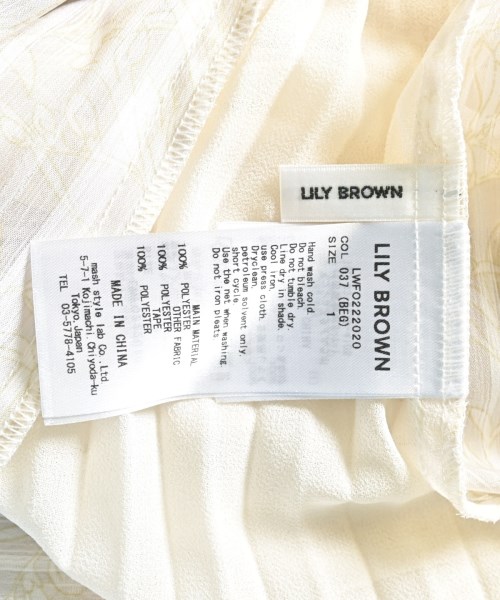 LILY BROWN
LILY BROWN
LWFO222020
COL 037 (BEG)
SIZE 1
Hand wash cold.
Do not bleach.
Do not tumble dry.
Line dry in shade.
Cool iron.
use press cloth.
dryclean.
petroleum solvent only.
short cycle
Use the net when washing.
Do not iron pleats
MAIN MATERIAL
100% POLYESTER
OTHER FABRIC
100% POLYESTER
TAPE
100% POLYESTER
MADE IN CHINA
mash style lab Co.,Ltd
5-7-1 Kojimachi, Chiyoda-ku
Tokyo,Japan
TEL 03-5778-4105